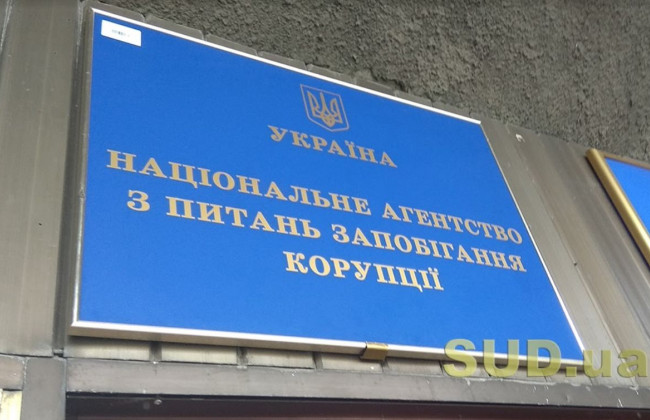 УКРАЇНА
НАЦІОНАЛЬНЕ АГЕНТСТВО
З ПИТАНЬ ЗАПОБІГАННЯ
КОРУПЦІЇ
SUD.ua